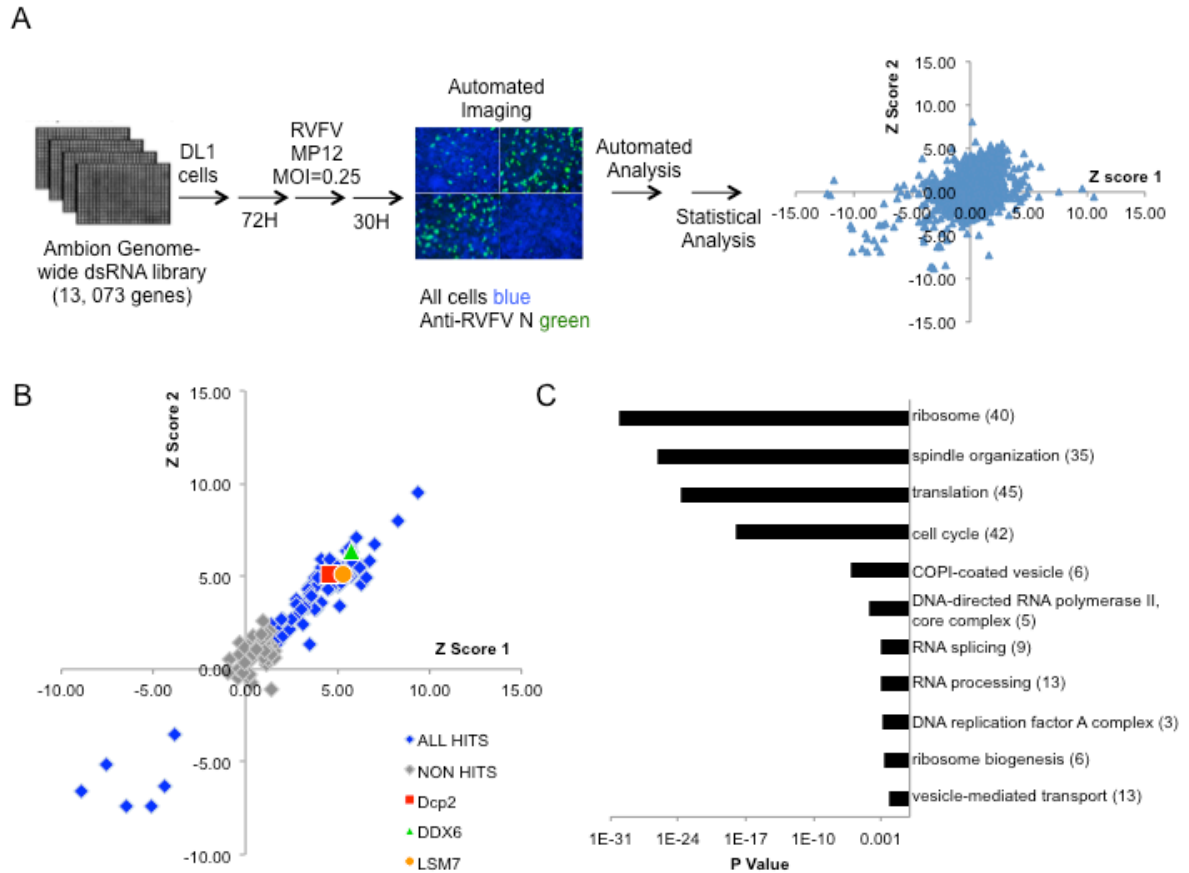 A
Ambion Genome-
wide dsRNA library
(13, 073 genes)
DL1
cells
72H
RVFV
MP12
MOI=0.25
30H
Automated
Imaging
All cells blue
Anti-RVFV N green
Automated
Analysis
Statistical
Analysis
Z Score 2
15.00
10.00
5.00
0.00
-5.00
-10.00
-15.00
Z score 1
-15.00 -10.00 -5.00 0.00 5.00 10.00 15.00
B
Z Score 2
15.00
10.00
5.00
0.00
-5.00
-10.00
Z Score 1
-10.00 -5.00 0.00 5.00 10.00 15.00
ALL HITS
NON HITS
Dcp2
DDX6
LSM7
C
ribosome (40)
spindle organization (35)
translation (45)
cell cycle (42)
COPI-coated vesicle (6)
DNA-directed RNA polymerase II,
core complex (5)
RNA splicing (9)
RNA processing (13)
DNA replication factor A complex (3)
ribosome biogenesis (6)
vesicle-mediated transport (13)
1E-31 1E-24 1E-17 1E-10 0.001
P Value